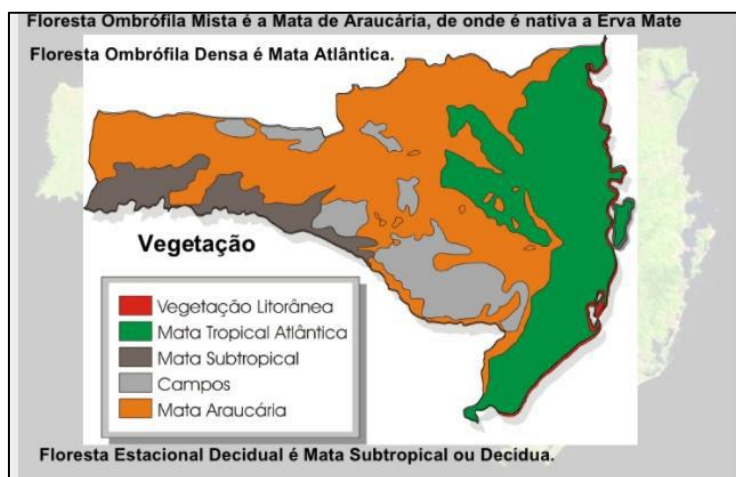 Floresta Ombrófila Mista é a Mata de Araucária, de onde é nativa a Erva Mate
Floresta Ombrófila Densa é Mata Atlântica.
Vegetação
Vegetação Litorânea
Mata Tropical Atlântica
Mata Subtropical
Campos
Mata Araucária
Floresta Estacional Decidual é Mata Subtropical ou Decídua.